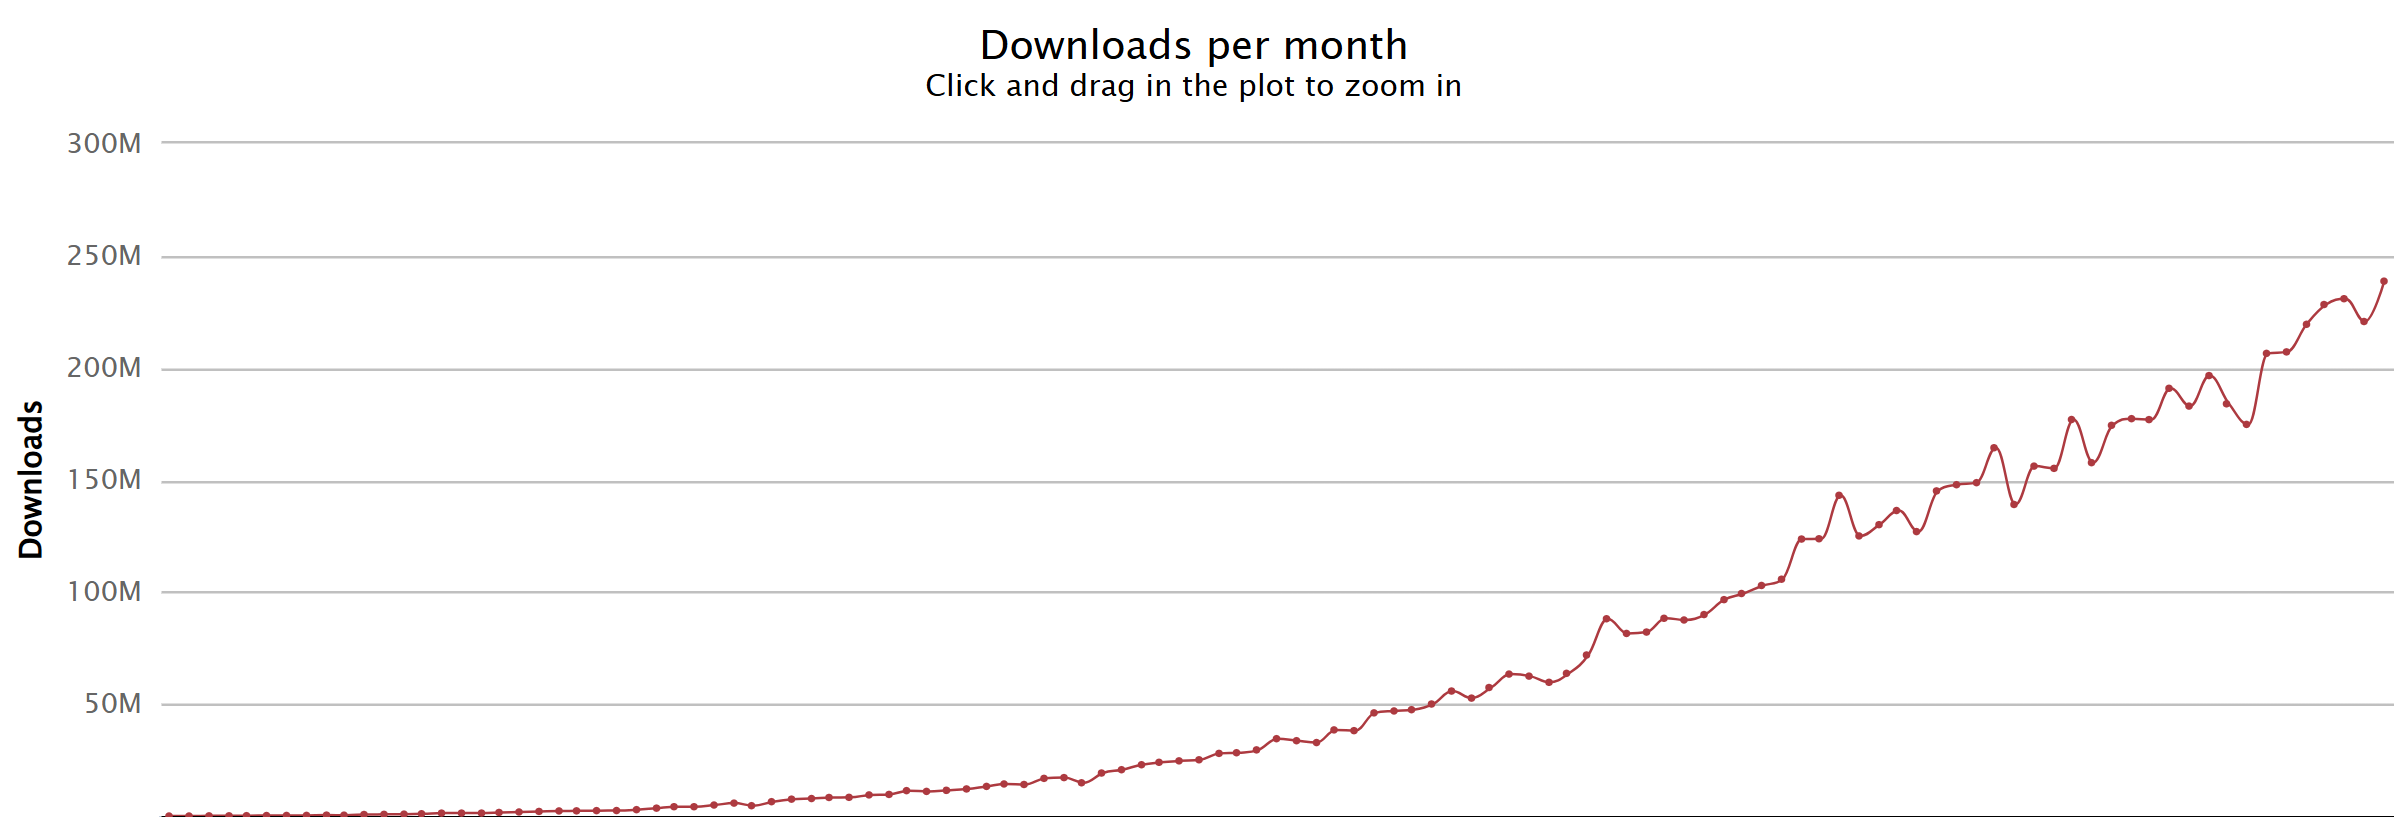 Downloads per month
Click and drag in the plot to zoom in
300M
250M
200M
150M
100M
50M
Downloads